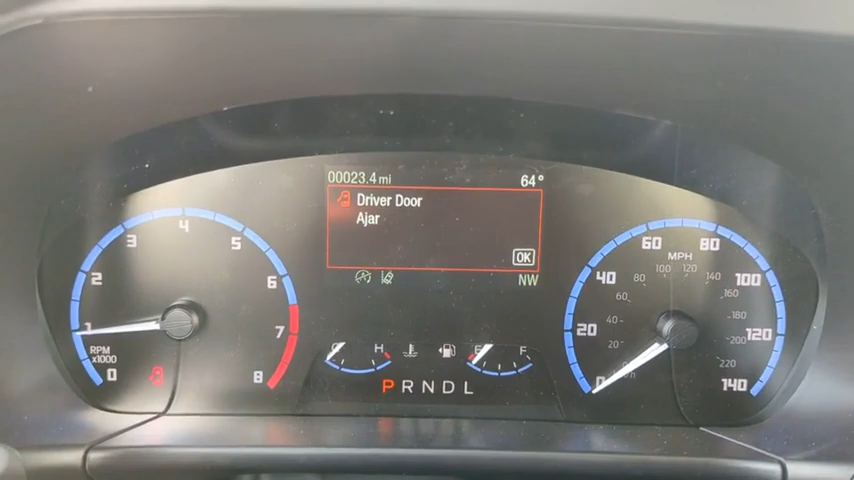 00023.4 mi 64°
Driver Door
Ajar
OK
NW
0 1 2 3 4 5 6 7 8
RPM
x1000
0 20 40 60 80 100 120 140
MPH
20 40 60 80 100 120 140 160 180 200 220
H
E F
P R N D L